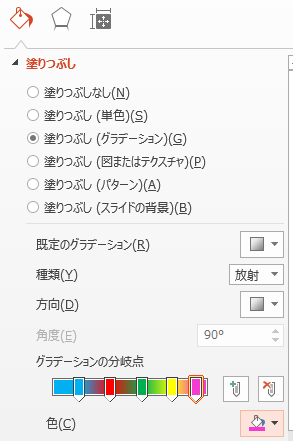 塗りつぶし
塗りつぶしなし(N)
塗りつぶし (単色)(S)
塗りつぶし (グラデーション)(G)
塗りつぶし (図またはテクスチャ)(P)
塗りつぶし (パターン)(A)
塗りつぶし (スライドの背景)(B)
既定のグラデーション(R)
種類(Y) 放射
方向(D)
角度(E) 90°
グラデーションの分岐点
色(C)